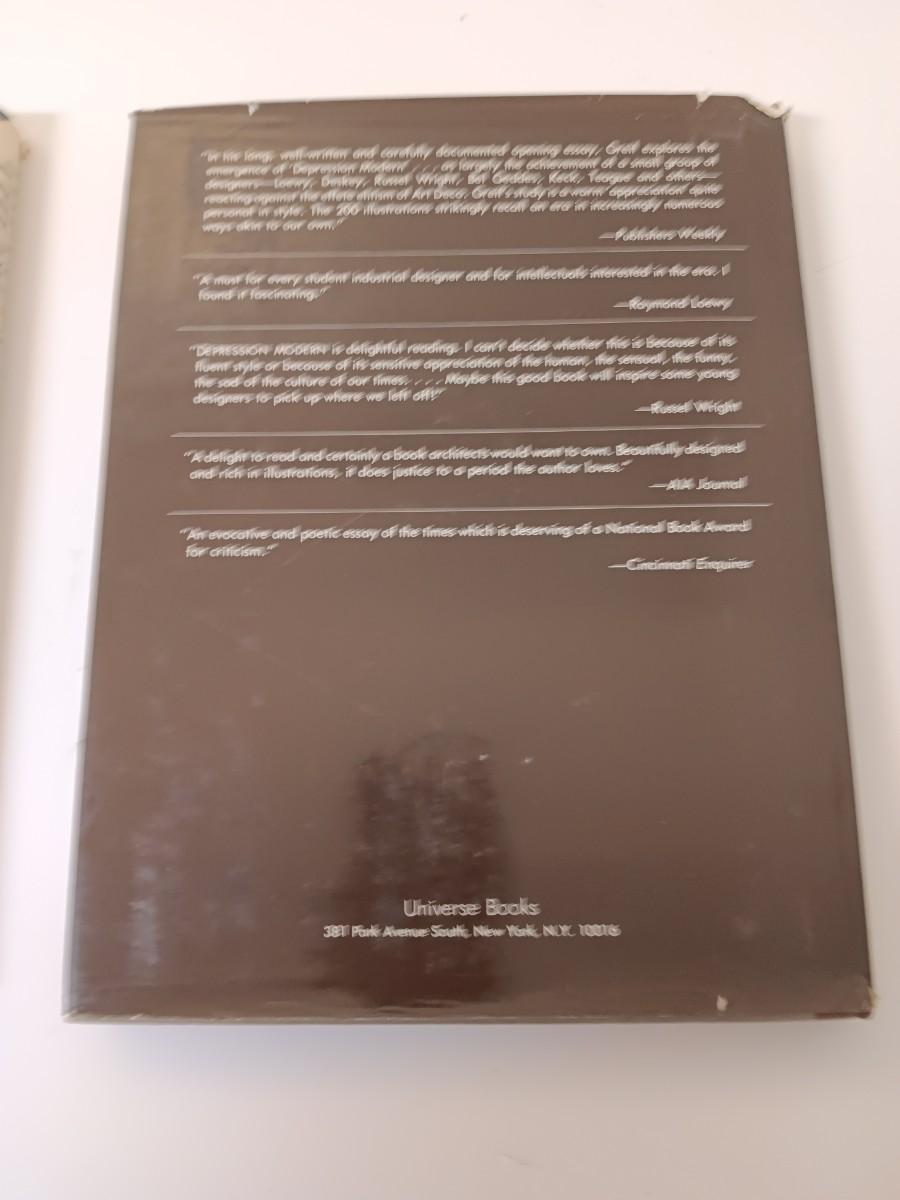 "In his long, well-written and carefully documented opening essay, Greif explores the
emergence of 'Depression Modern' . . . as largely the achievement of a small group of
designers—Loewy, Deskey, Russel Wright, Bel Geddes, Keck, Teague and others—
reacting against the effete elitism of Art Deco. Greif's study is a warm 'appreciation' quite
personal in style. The 200 illustrations strikingly recall an era in increasingly numerous
ways akin to our own."
—Publishers Weekly
"A must for every student industrial designer and for intellectuals interested in the era. I
found it fascinating."
—Raymond Loewy
"DEPRESSION MODERN is delightful reading. I can't decide whether this is because of its
fluent style or because of its sensitive appreciation of the human, the sensual, the funny,
the sad of the culture of our times. . . . Maybe this good book will inspire some young
designers to pick up where we left off!"
—Russel Wright
"A delight to read and certainly a book architects would want to own. Beautifully designed
and rich in illustrations, it does justice to a period the author loves."
—AIA Journal
"An evocative and poetic essay of the times which is deserving of a National Book Award
for criticism."
—Cincinnati Enquirer
Universe Books
381 Park Avenue South, New York, N.Y. 10016